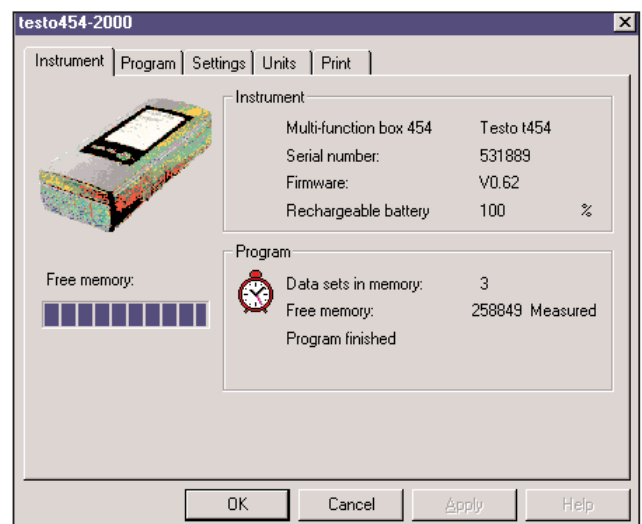 testo454-2000
Instrument Program Settings Units Print
Instrument
Multi-function box 454 Testo t454
Serial number: 531889
Firmware: V0.62
Rechargeable battery 100 %
Free memory:
Program
Data sets in memory: 3
Free memory: 258849 Measured
Program finished
OK Cancel Apply Help